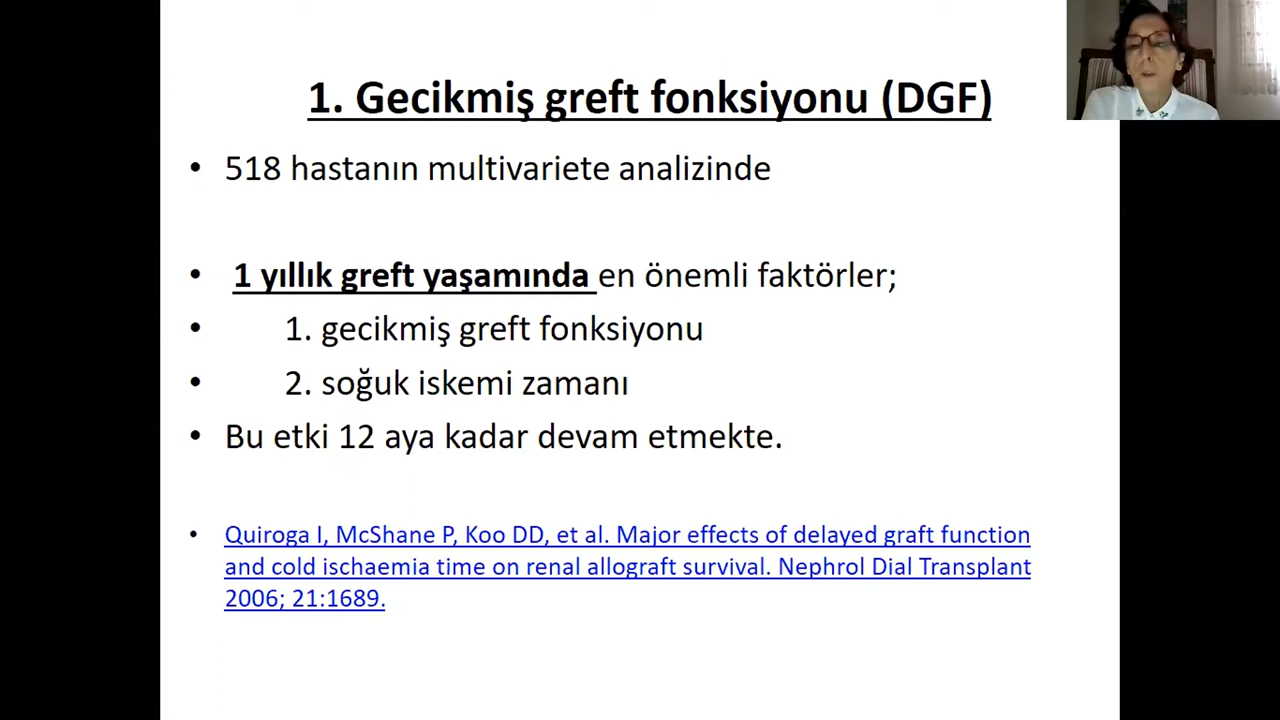 1. Gecikmiş greft fonksiyonu (DGF)
• 518 hastanın multivariete analizinde
• 1 yıllık greft yaşamında en önemli faktörler;
• 1. gecikmiş greft fonksiyonu
• 2. soğuk iskemi zamanı
• Bu etki 12 aya kadar devam etmekte.
• Quiroga I, McShane P, Koo DD, et al. Major effects of delayed graft function
and cold ischaemia time on renal allograft survival. Nephrol Dial Transplant
2006; 21:1689.